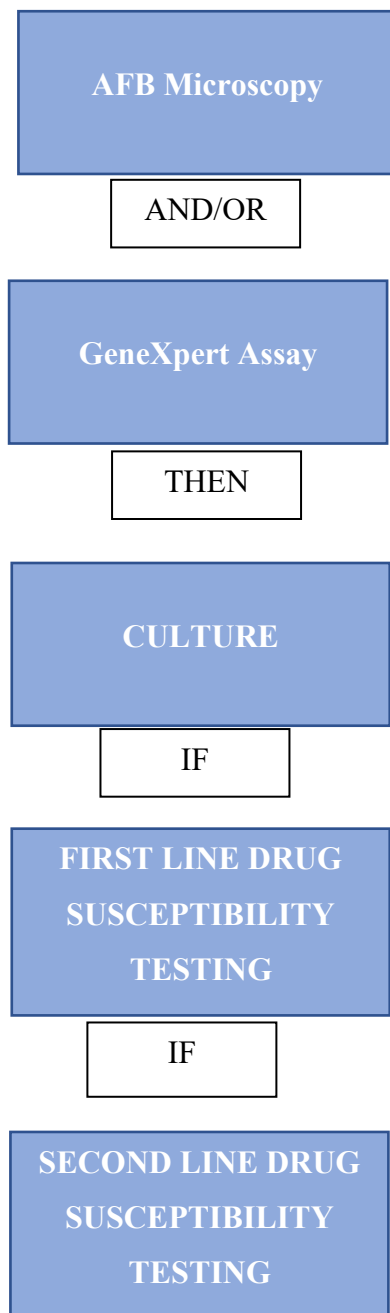 AFB Microscopy
AND/OR
GeneXpert Assay
THEN
CULTURE
IF
FIRST LINE DRUG
SUSCEPTIBILITY
TESTING
IF
SECOND LINE DRUG
SUSCEPTIBILITY
TESTING